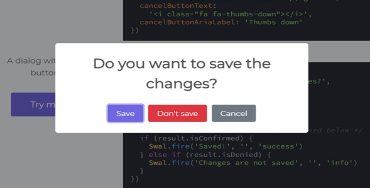 cancelButtonText:
'<i class="fa fa-thumbs-down"></i>',
cancelButtonAriaLabel: 'Thumbs down'
})
A dialog with
button
Try m
Do you want to save the
changes?
Save Don't save Cancel
if (result.isConfirmed) {
Swal.fire('Saved!', '', 'success')
} else if (result.isDenied) {
Swal.fire('Changes are not saved', '', 'info')
})